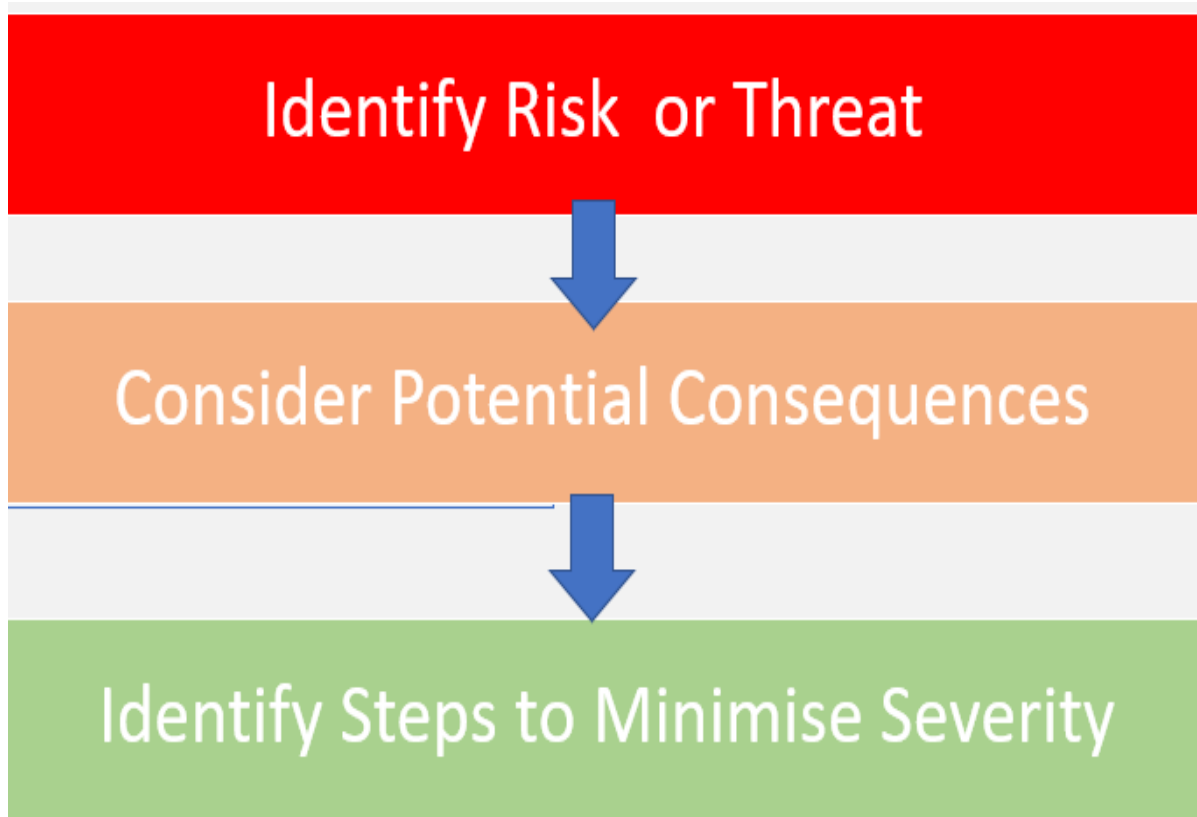 Identify Risk or Threat
Consider Potential Consequences
Identify Steps to Minimise Severity